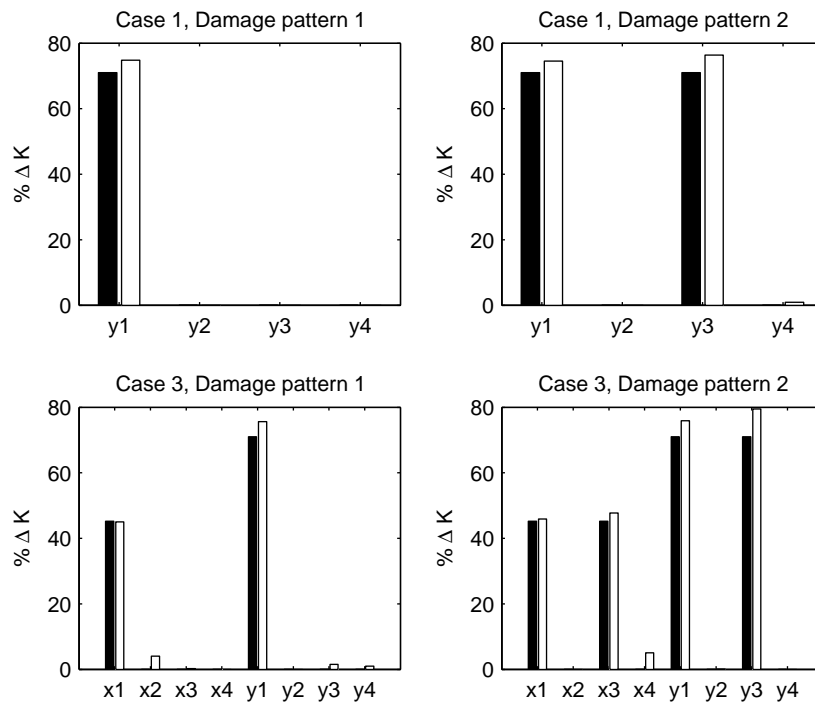 Case 1, Damage pattern 1
80
60
40
20
0
% Δ K
y1 y2 y3 y4
Case 1, Damage pattern 2
80
60
40
20
0
% Δ K
y1 y2 y3 y4
Case 3, Damage pattern 1
80
60
40
20
0
% Δ K
x1 x2 x3 x4 y1 y2 y3 y4
Case 3, Damage pattern 2
80
60
40
20
0
% Δ K
x1 x2 x3 x4 y1 y2 y3 y4